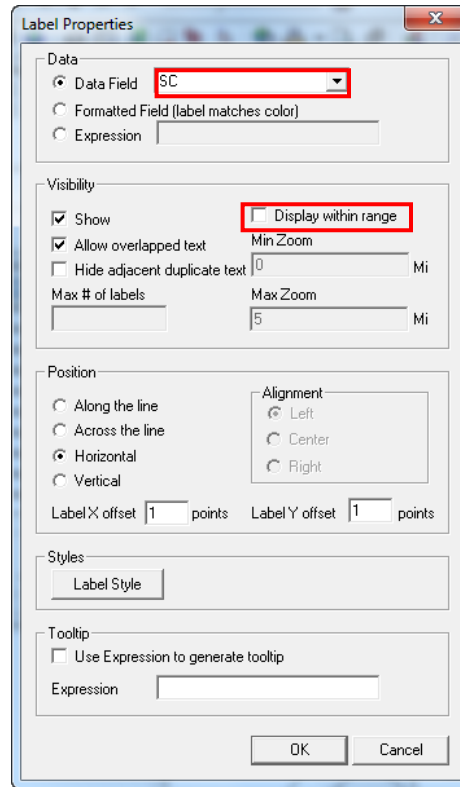 Label Properties
Data
Data Field SC
Formatted Field (label matches color)
Expression
Visibility
Show
Display within range
Allow overlapped text
Min Zoom
Hide adjacent duplicate text 0 Mi
Max # of labels
Max Zoom
5 Mi
Position
Along the line
Across the line
Horizontal
Vertical
Alignment
Left
Center
Right
Label X offset 1 points Label Y offset 1 points
Styles
Label Style
Tooltip
Use Expression to generate tooltip
Expression
OK Cancel